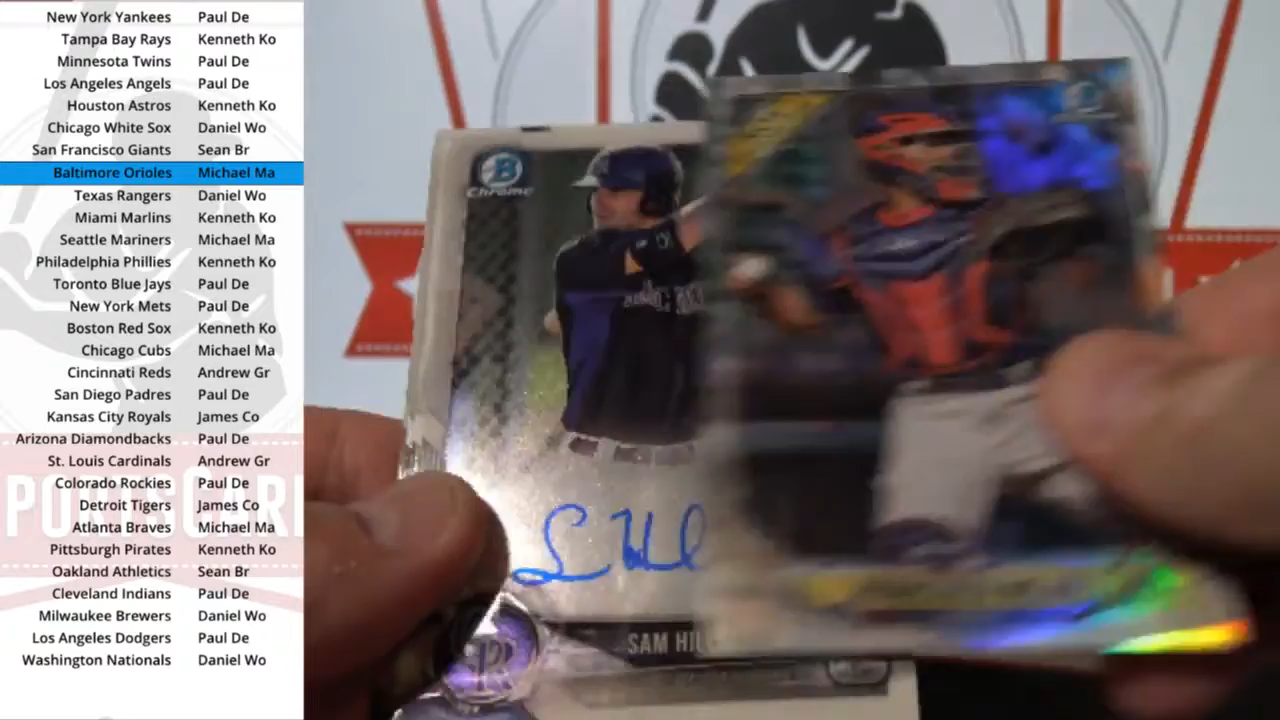 New York Yankees Paul De
Tampa Bay Rays Kenneth Ko
Minnesota Twins Paul De
Los Angeles Angels Paul De
Houston Astros Kenneth Ko
Chicago White Sox Daniel Wo
San Francisco Giants Sean Br
Baltimore Orioles Michael Ma
Texas Rangers Daniel Wo
Miami Marlins Kenneth Ko
Seattle Mariners Michael Ma
Philadelphia Phillies Kenneth Ko
Toronto Blue Jays Paul De
New York Mets Paul De
Boston Red Sox Kenneth Ko
Chicago Cubs Michael Ma
Cincinnati Reds Andrew Gr
San Diego Padres Paul De
Kansas City Royals James Co
Arizona Diamondbacks Paul De
St. Louis Cardinals Andrew Gr
Colorado Rockies Paul De
Detroit Tigers James Co
Atlanta Braves Michael Ma
Pittsburgh Pirates Kenneth Ko
Oakland Athletics Sean Br
Cleveland Indians Paul De
Milwaukee Brewers Daniel Wo
Los Angeles Dodgers Paul De
Washington Nationals Daniel Wo
PORTSCAR
B
Chrome
SAM